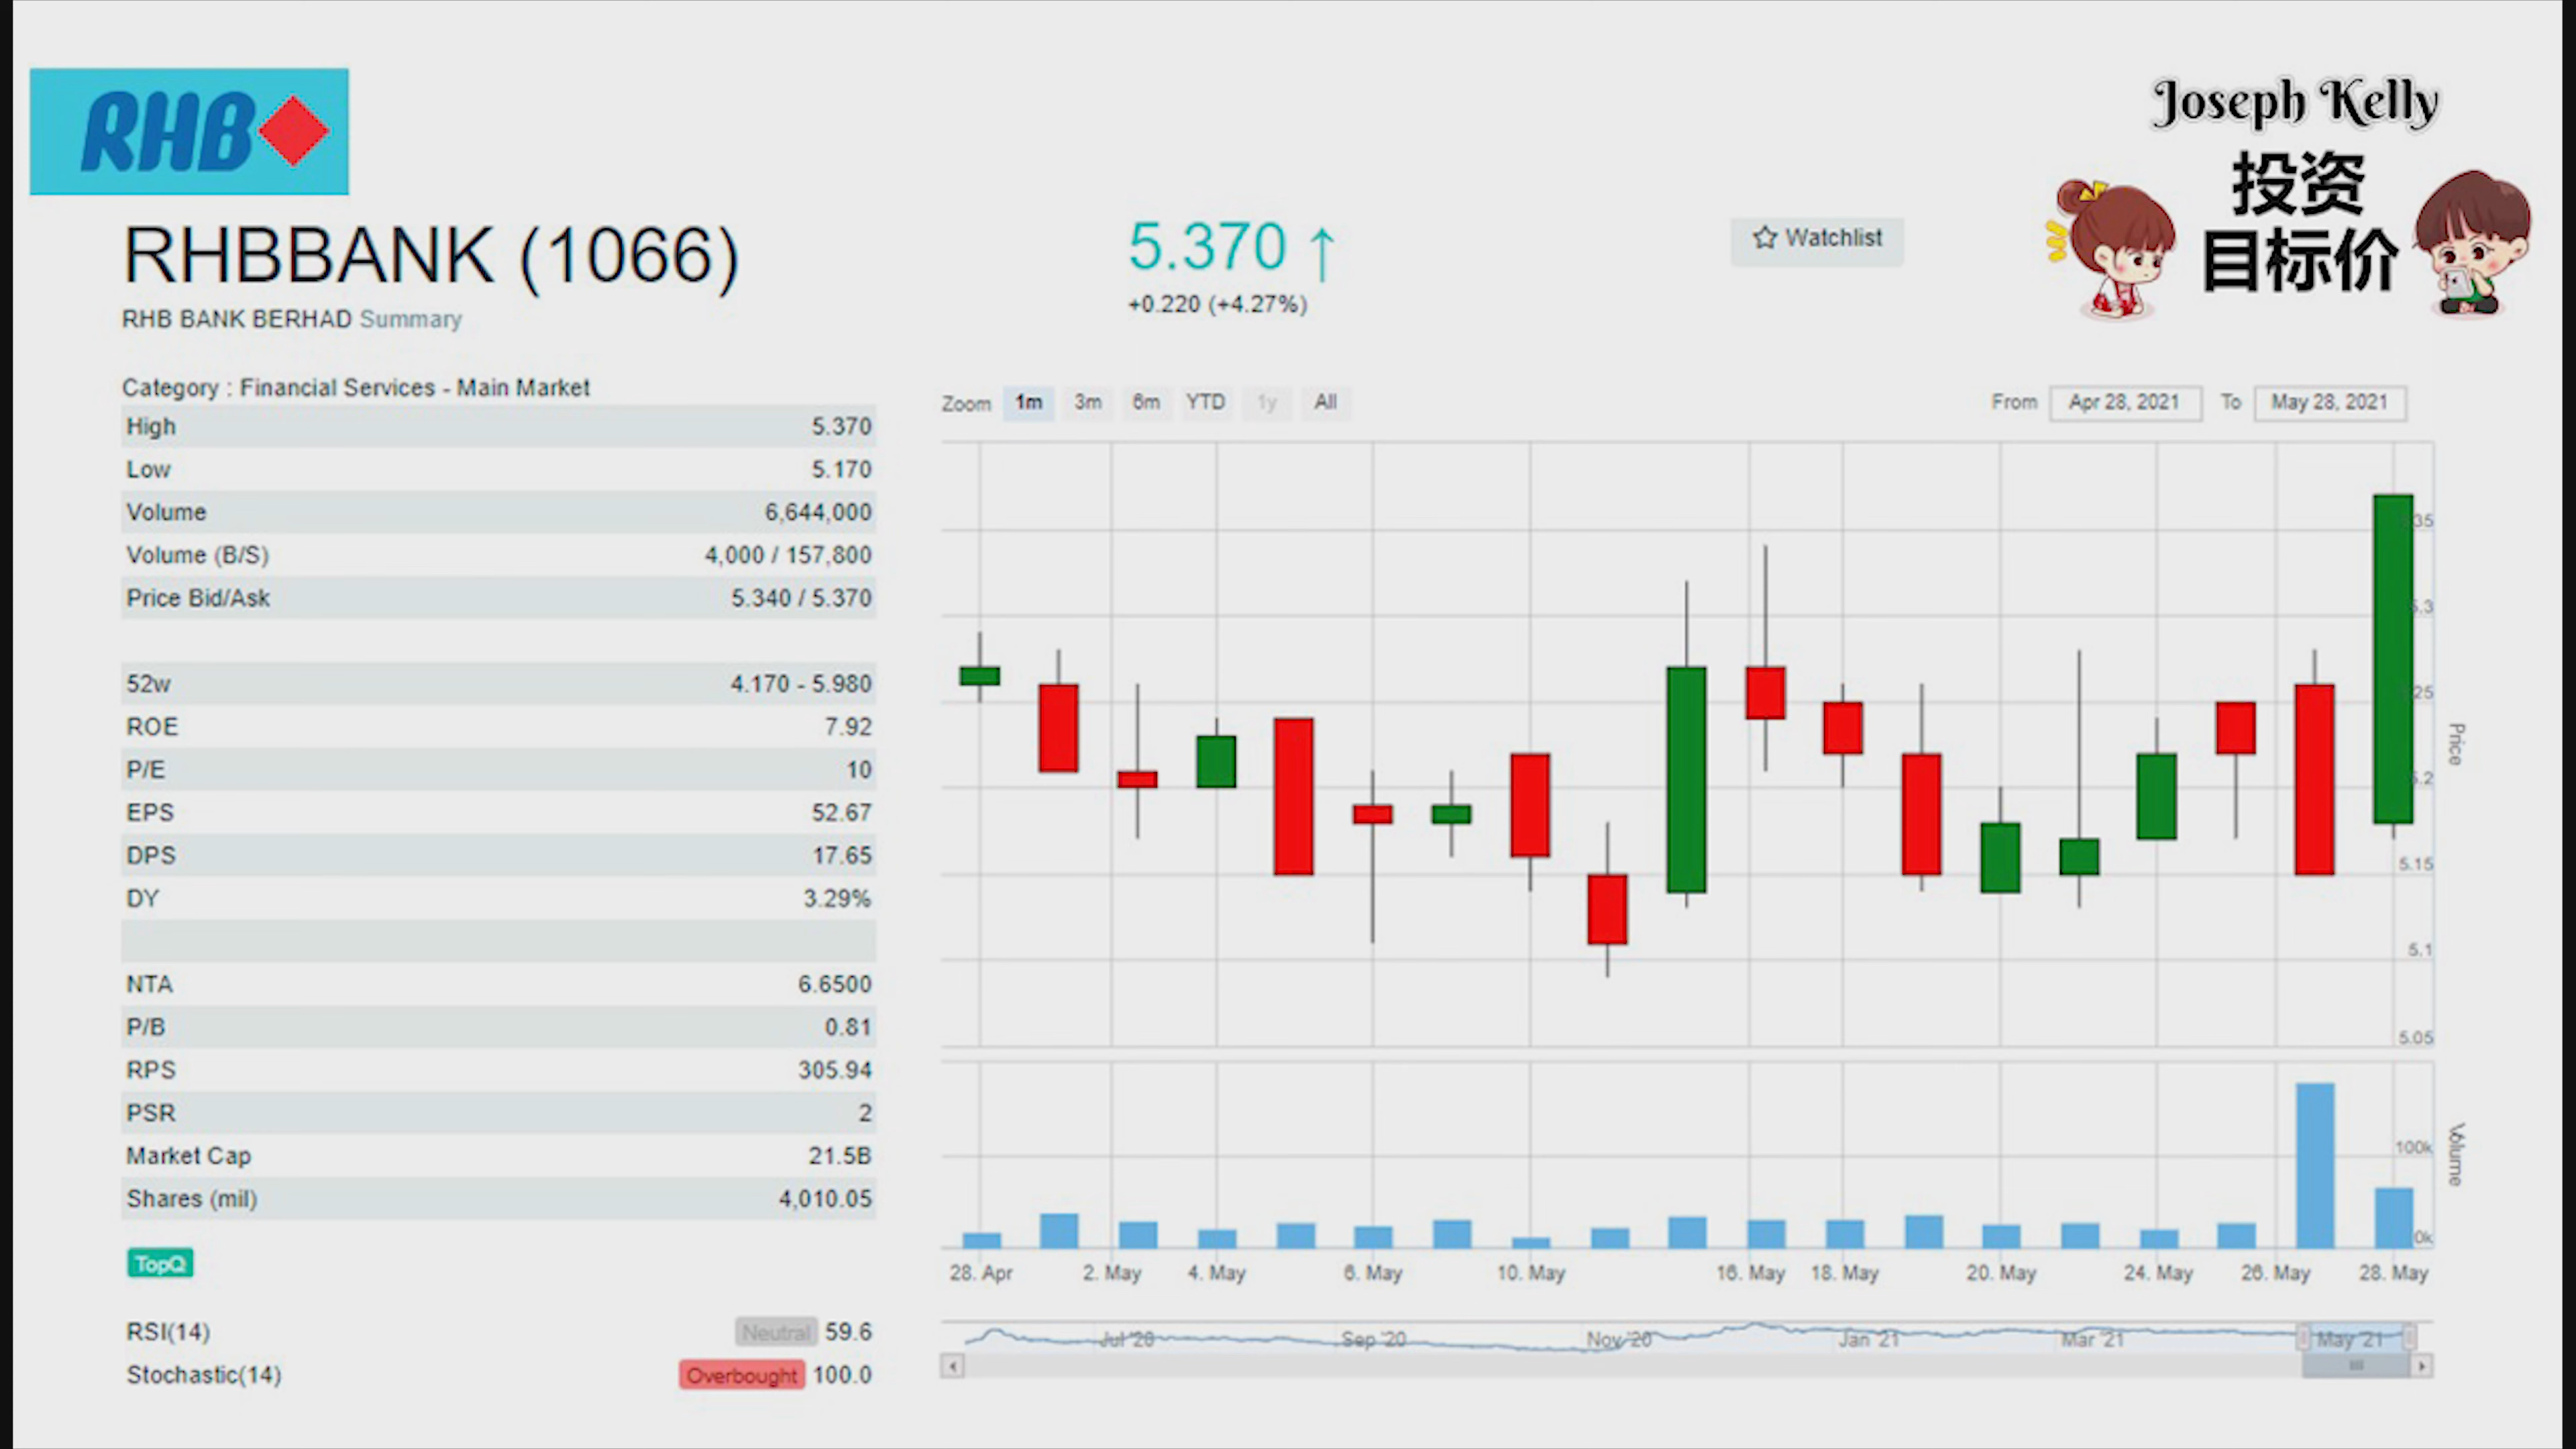 RHB
Joseph Kelly
投资
目标价
RHBBANK (1066)
RHB BANK BERHAD Summary
5.370 ↑
+0.220 (+4.27%)
Watchlist
Category : Financial Services - Main Market
High 5.370
Low 5.170
Volume 6,644,000
Volume (B/S) 4,000 / 157,800
Price Bid/Ask 5.340 / 5.370
52w 4.170 - 5.980
ROE 7.92
P/E 10
EPS 52.67
DPS 17.65
DY 3.29%
NTA 6.6500
P/B 0.81
RPS 305.94
PSR 2
Market Cap 21.5B
Shares (mil) 4,010.05
TopQ
RSI(14) Neutral 59.6
Stochastic(14) Overbought 100.0
Zoom 1m 3m 6m YTD 1y All
From Apr 28, 2021 To May 28, 2021
5.3
5.2
5.15
5.1
5.05
Price
100k
0k
Volume
28. Apr 2. May 4. May 6. May 10. May 16. May 18. May 20. May 24. May 26. May 28. May
Jul '20 Sep '20 Nov '20 Jan '21 Mar '21 May '21